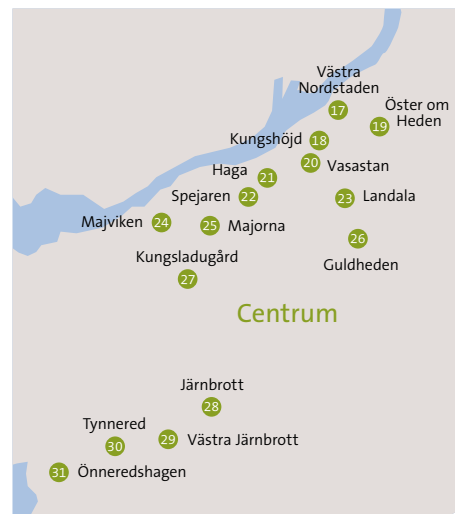 Västra
Nordstaden
17
Öster om
Heden
19
Kungshöjd
18
20
Vasastan
Haga
21
Spejaren
22
23
Landala
Majviken
24
25
Majorna
26
Guldheden
Kungsladugård
27
Centrum
Järnbrott
28
Tynnered
30
29
Västra Järnbrott
31
Önneredshagen